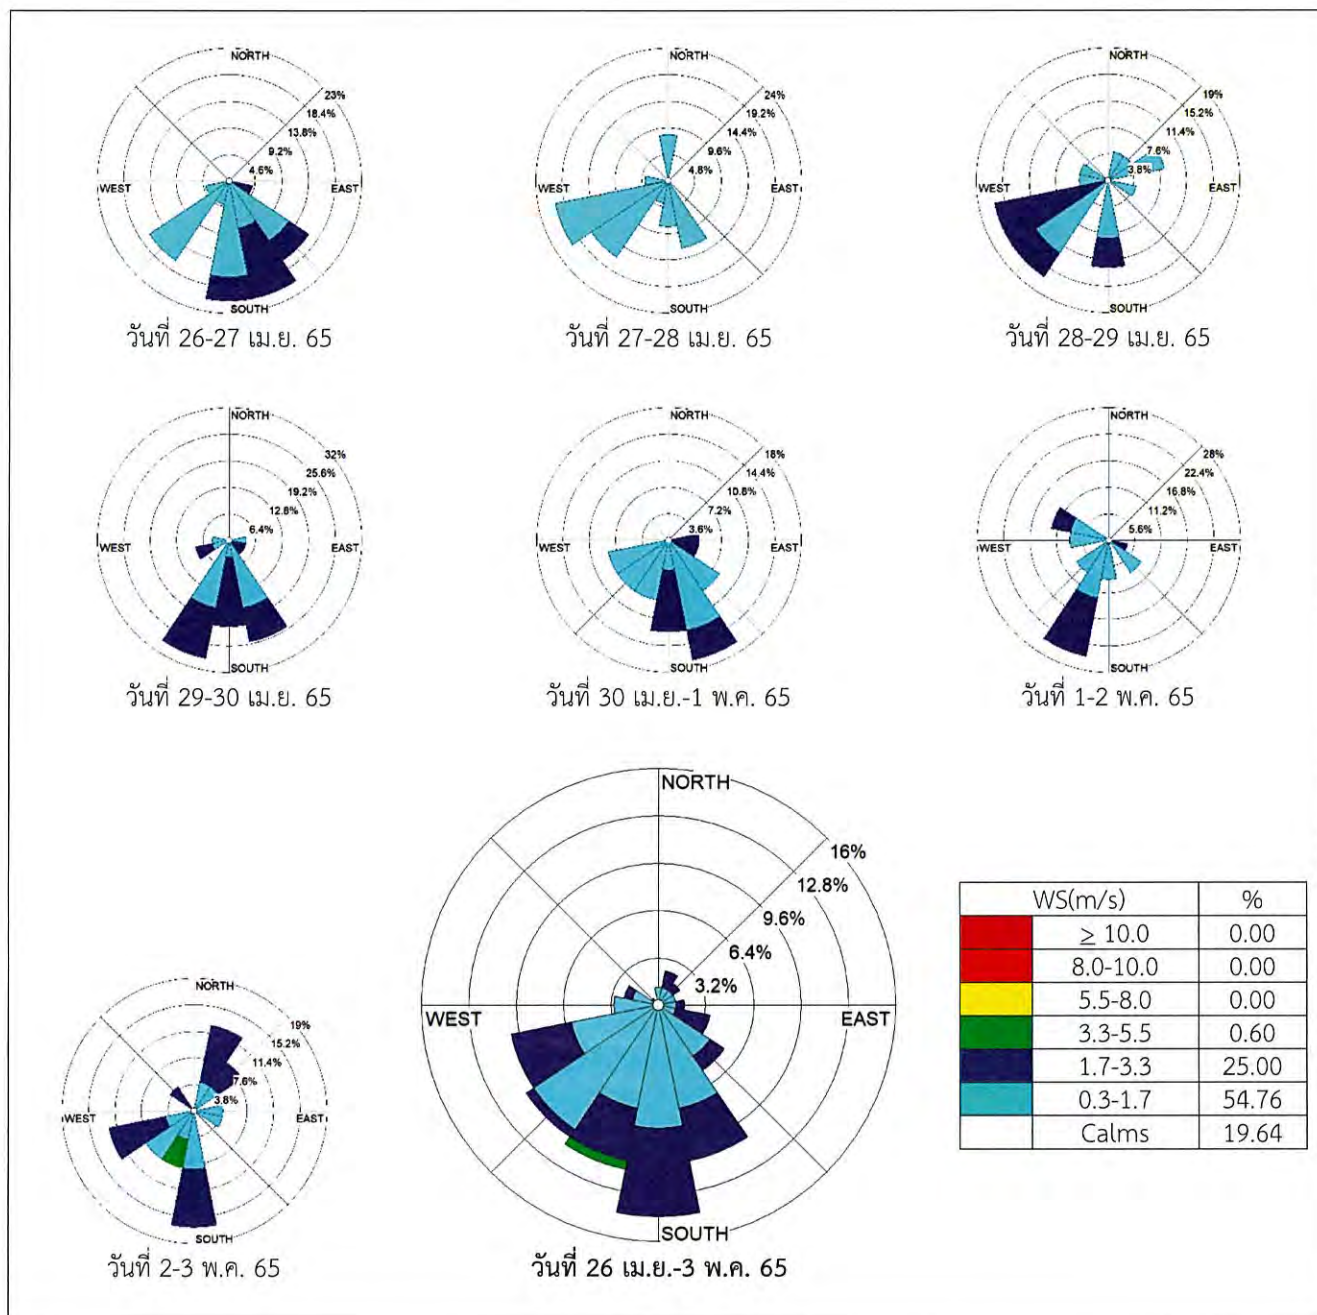 NORTH
23%
18.4%
13.8%
9.2%
4.6%
WEST
EAST
SOUTH
วันที่ 26-27 เม.ย. 65
NORTH
24%
19.2%
14.4%
9.6%
4.8%
WEST
EAST
SOUTH
วันที่ 27-28 เม.ย. 65
NORTH
19%
15.2%
11.4%
7.6%
3.8%
WEST
EAST
SOUTH
วันที่ 28-29 เม.ย. 65
NORTH
32%
25.6%
19.2%
12.8%
6.4%
WEST
EAST
SOUTH
วันที่ 29-30 เม.ย. 65
NORTH
18%
14.4%
10.8%
7.2%
3.6%
WEST
EAST
SOUTH
วันที่ 30 เม.ย.-1 พ.ค. 65
NORTH
28%
22.4%
16.8%
11.2%
5.6%
WEST
EAST
SOUTH
วันที่ 1-2 พ.ค. 65
NORTH
19%
15.2%
11.4%
7.6%
3.8%
WEST
EAST
SOUTH
วันที่ 2-3 พ.ค. 65
NORTH
16%
12.8%
9.6%
6.4%
3.2%
WEST
EAST
SOUTH
วันที่ 26 เม.ย.-3 พ.ค. 65
WS(m/s) %
≥ 10.0 0.00
8.0-10.0 0.00
5.5-8.0 0.00
3.3-5.5 0.60
1.7-3.3 25.00
0.3-1.7 54.76
Calms 19.64